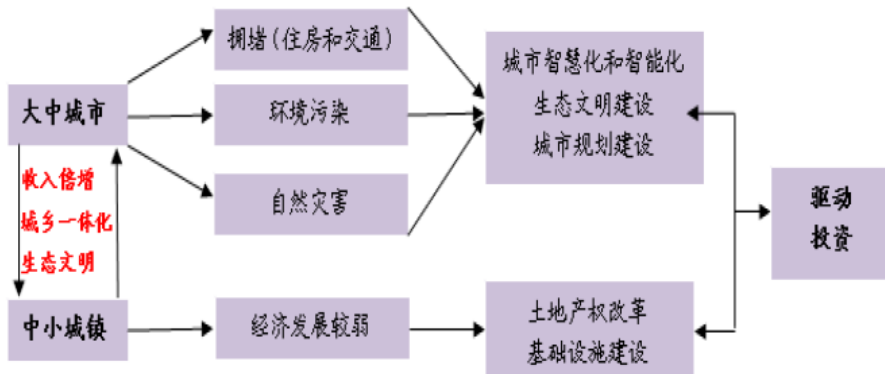 拥堵(住房和交通)
城市智慧化和智能化
生态文明建设
城市规划建设
大中城市
环境污染
自然灾害
收入倍增
城乡一体化
生态文明
驱动
投资
中小城镇
经济发展较弱
土地产权改革
基础设施建设